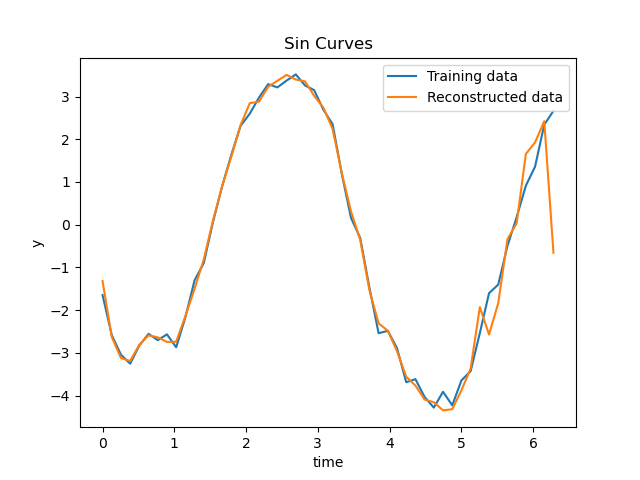 Sin Curves
Training data
Reconstructed data
3
2
1
0
−1
−2
−3
−4
y
0 1 2 3 4 5 6
time